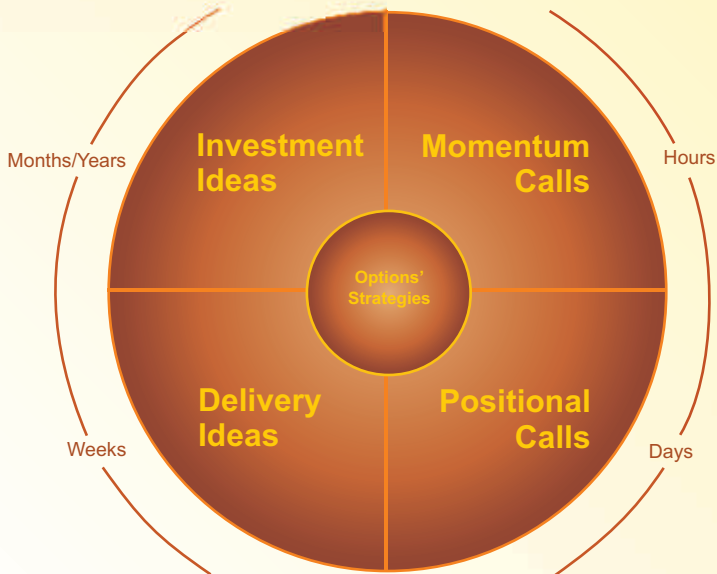 Investment
Ideas
Momentum
Calls
Months/Years
Hours
Options'
Strategies
Delivery
Ideas
Positional
Calls
Weeks
Days